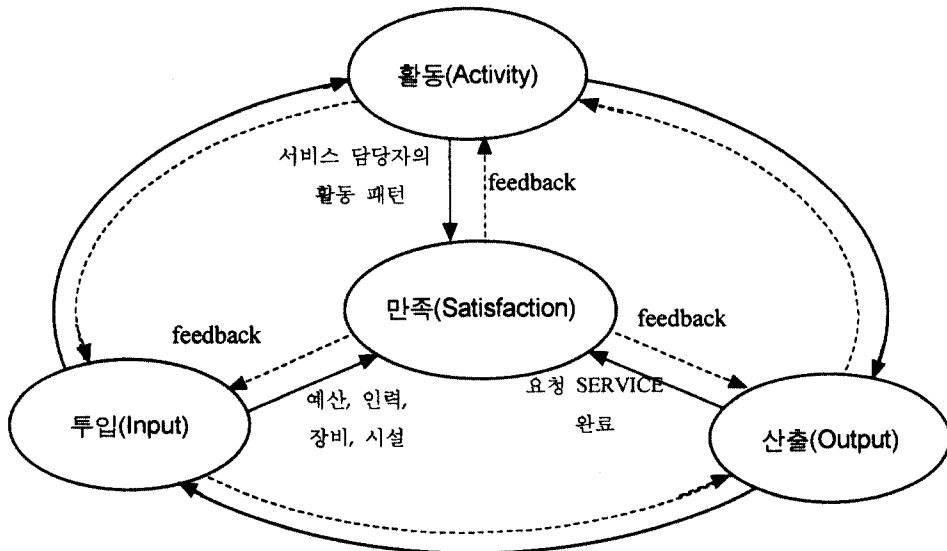 활동(Activity)
서비스 담당자의
활동 패턴
feedback
만족(Satisfaction)
feedback
feedback
예산, 인력,
장비, 시설
요청 SERVICE
완료
투입(Input)
산출(Output)